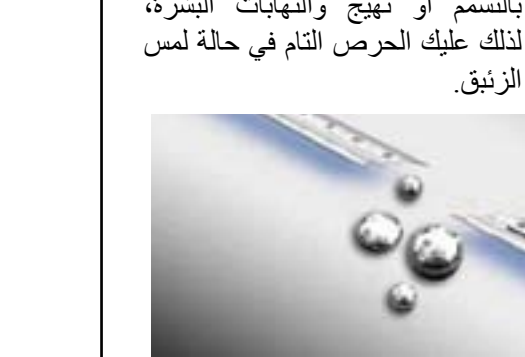 بالتسمم أو تهيج والتهابات البشرة،
لذلك عليك الحرص التام في حالة لمس
الزئبق.